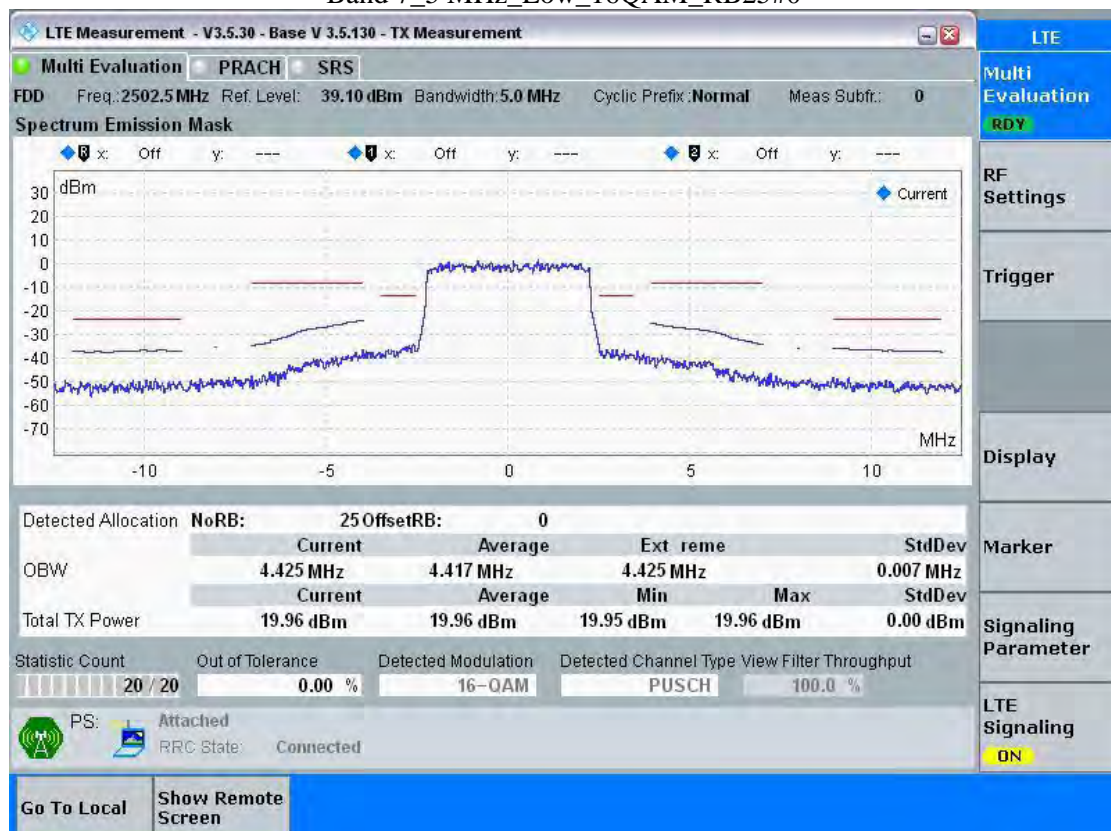 Band 7_5 MHz_Low_16QAM_RB25#0
LTE Measurement - V3.5.30 - Base V 3.5.130 - TX Measurement
LTE
Multi Evaluation PRACH SRS
Multi Evaluation
RDY
FDD Freq.:2502.5 MHz Ref. Level: 39.10 dBm Bandwidth:5.0 MHz Cyclic Prefix :Normal Meas Subfr.: 0
Spectrum Emission Mask
R x: Off y: --- 1 x: Off y: --- 2 x: Off y: ---
dBm
Current
30
20
10
0
-10
-20
-30
-40
-50
-60
-70
MHz
-10 -5 0 5 10
RF Settings
Trigger
Display
Marker
Signaling Parameter
LTE Signaling
ON
Detected Allocation NoRB: 25 OffsetRB: 0
Current Average Ext reme StdDev
OBW 4.425 MHz 4.417 MHz 4.425 MHz 0.007 MHz
Current Average Min Max StdDev
Total TX Power 19.96 dBm 19.96 dBm 19.95 dBm 19.96 dBm 0.00 dBm
Statistic Count Out of Tolerance Detected Modulation Detected Channel Type View Filter Throughput
20 / 20 0.00 % 16-QAM PUSCH 100.0 %
PS: Attached
RRC State: Connected
Go To Local
Show Remote Screen